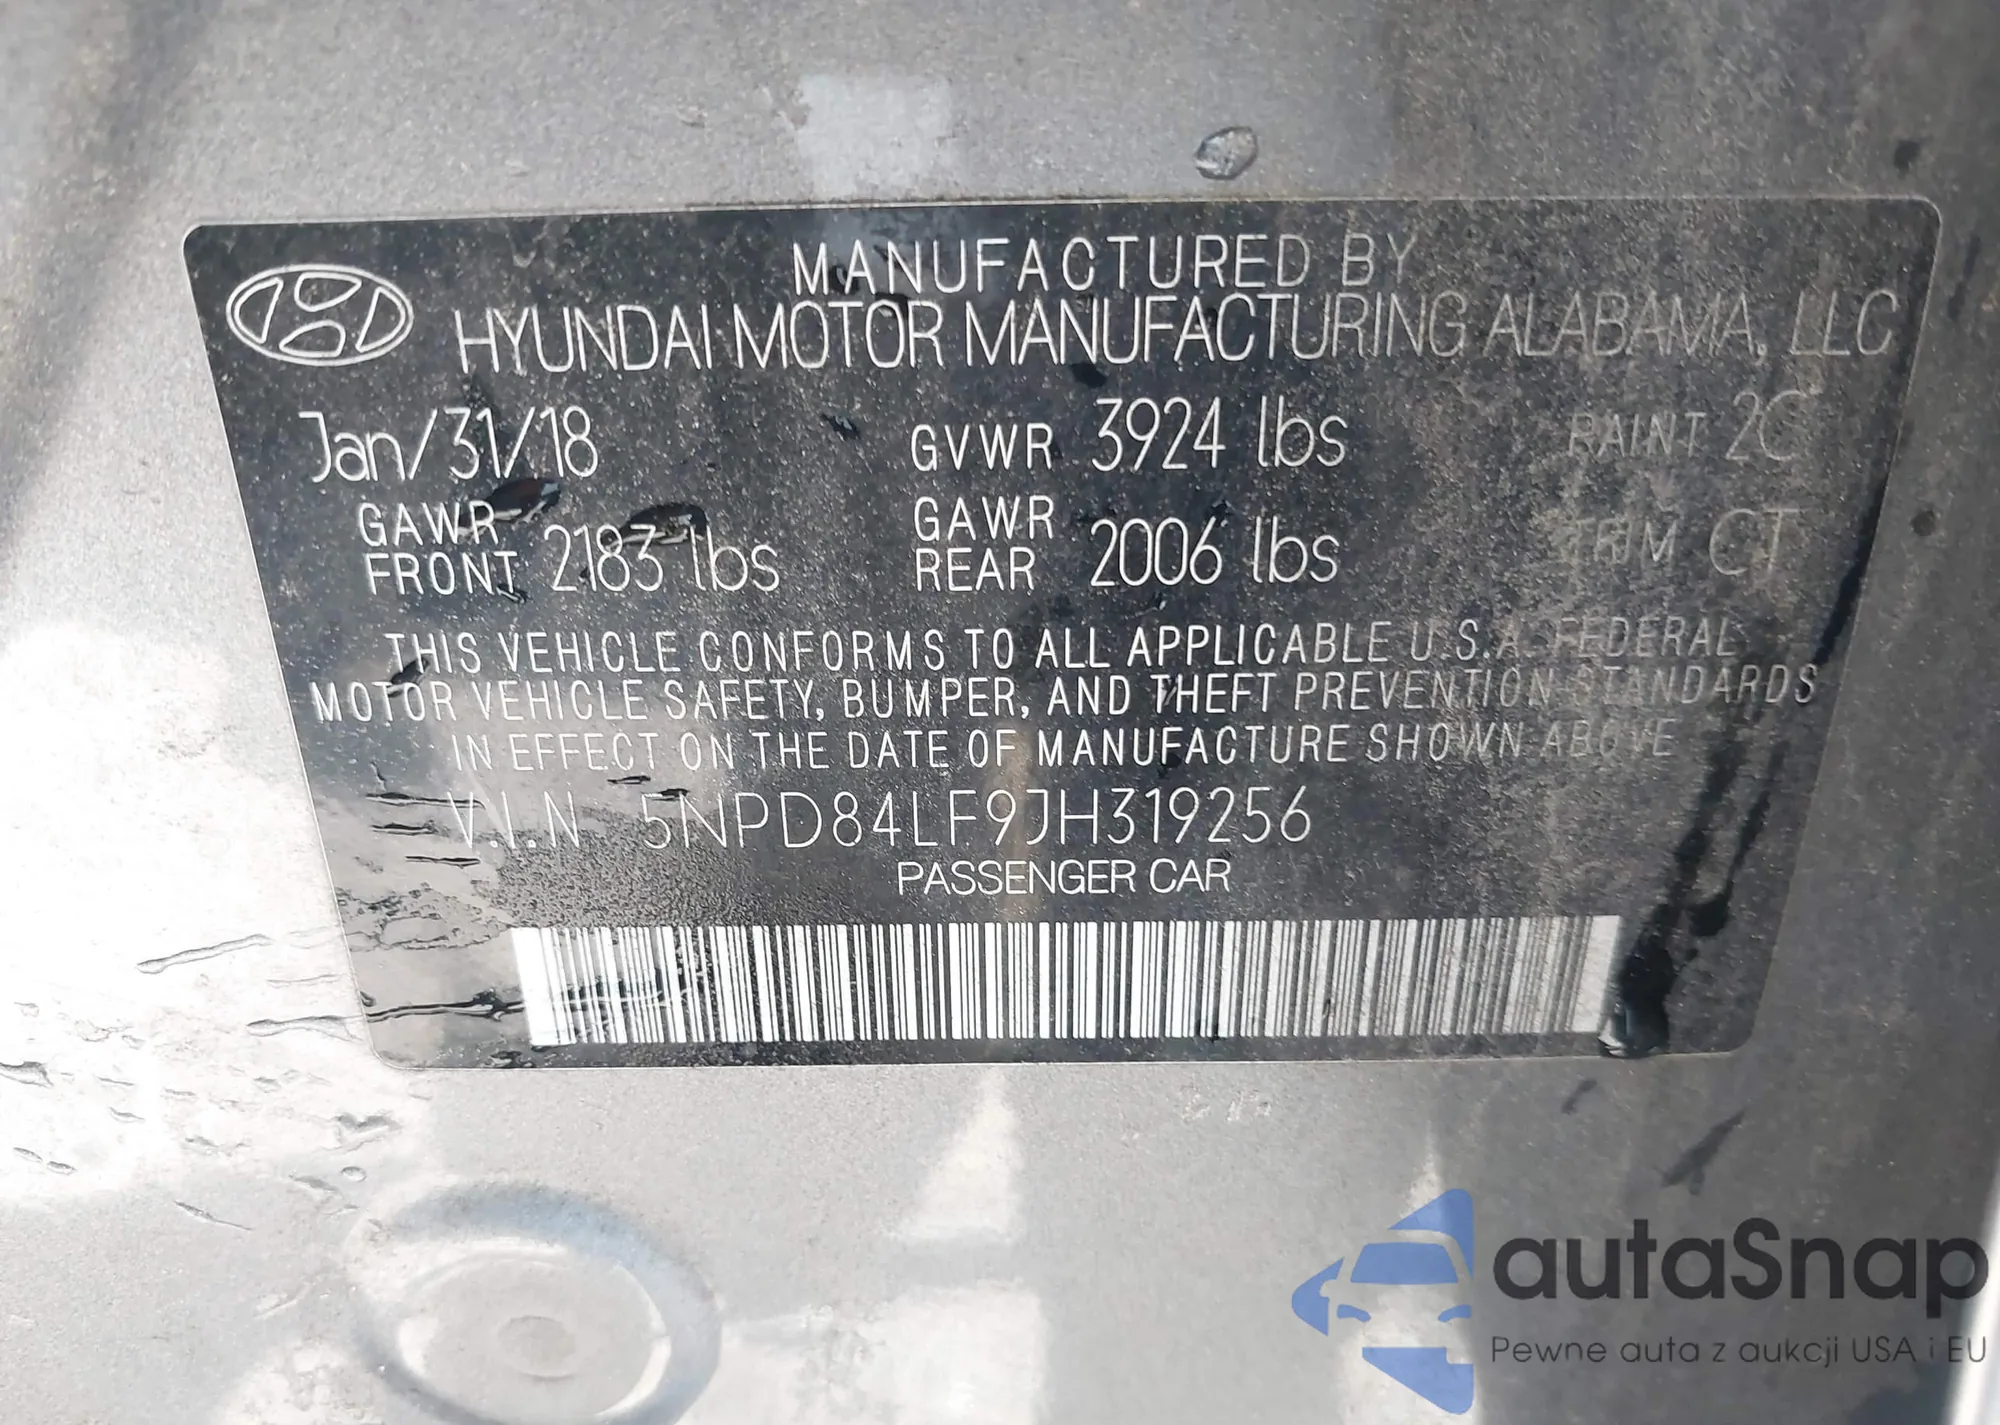 MANUFACTURED BY
HYUNDAI MOTOR MANUFACTURING ALABAMA, LLC
Jan/31/18 GVWR 3924 lbs PAINT 2C
GAWR FRONT 2183 lbs GAWR REAR 2006 lbs TRIM CT
THIS VEHICLE CONFORMS TO ALL APPLICABLE U.S.A. FEDERAL
MOTOR VEHICLE SAFETY, BUMPER, AND THEFT PREVENTION STANDARDS
IN EFFECT ON THE DATE OF MANUFACTURE SHOWN ABOVE
V.I.N 5NPD84LF9JH319256
PASSENGER CAR
autaSnap
Pewne auta z aukcji USA i EU